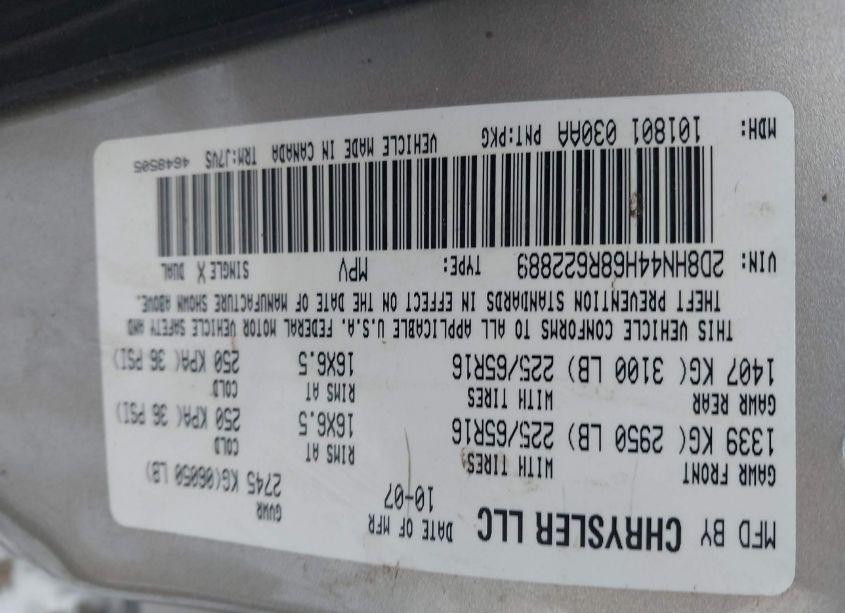 MFD BY CHRYSLER LLC DATE OF MFR GVWR
10-07 2745 KG(06050 LB)
GAWR FRONT WITH TIRES RIMS AT COLD
1339 KG( 2950 LB) 225/65R16 16X6.5 250 KPA( 36 PSI)
GAWR REAR WITH TIRES RIMS AT COLD
1407 KG( 3100 LB) 225/65R16 16X6.5 250 KPA( 36 PSI)
THIS VEHICLE CONFORMS TO ALL APPLICABLE U.S.A. FEDERAL MOTOR VEHICLE SAFETY AND
THEFT PREVENTION STANDARDS IN EFFECT ON THE DATE OF MANUFACTURE SHOWN ABOVE.
VIN: 2D8HN44H68R622889 TYPE: MPV SINGLE X DUAL
MDH: 101801 030AA PNT:PKG VEHICLE MADE IN CANADA TRM:J7VS 4648505